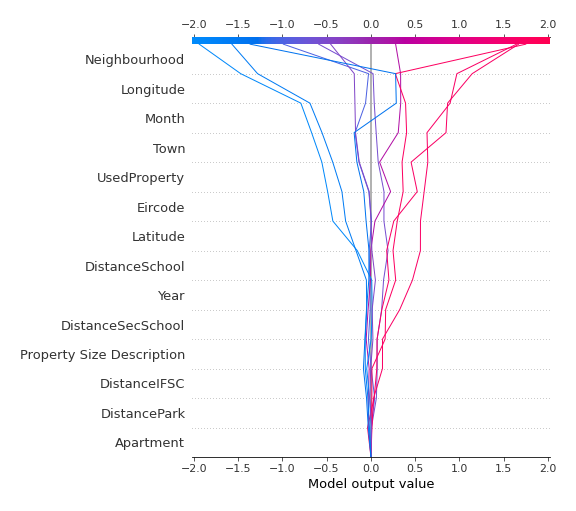 −2.0 −1.5 −1.0 −0.5 0.0 0.5 1.0 1.5 2.0
Neighbourhood
Longitude
Month
Town
UsedProperty
Eircode
Latitude
DistanceSchool
Year
DistanceSecSchool
Property Size Description
DistanceIFSC
DistancePark
Apartment
−2.0 −1.5 −1.0 −0.5 0.0 0.5 1.0 1.5 2.0
Model output value